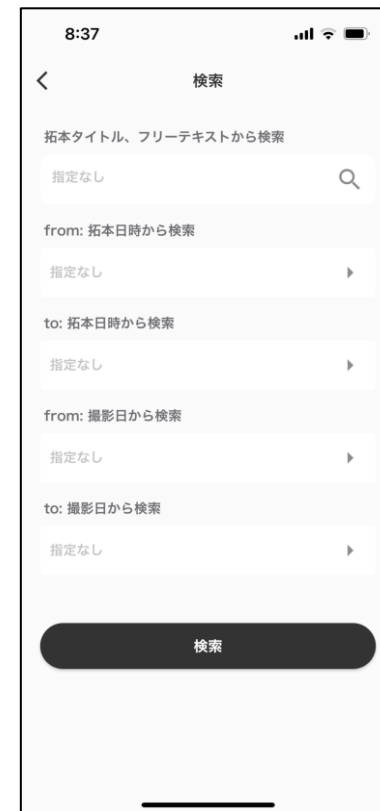 8:37
検索
拓本タイトル、フリーテキストから検索
指定なし
from: 拓本日時から検索
指定なし
to: 拓本日時から検索
指定なし
from: 撮影日から検索
指定なし
to: 撮影日から検索
指定なし
検索